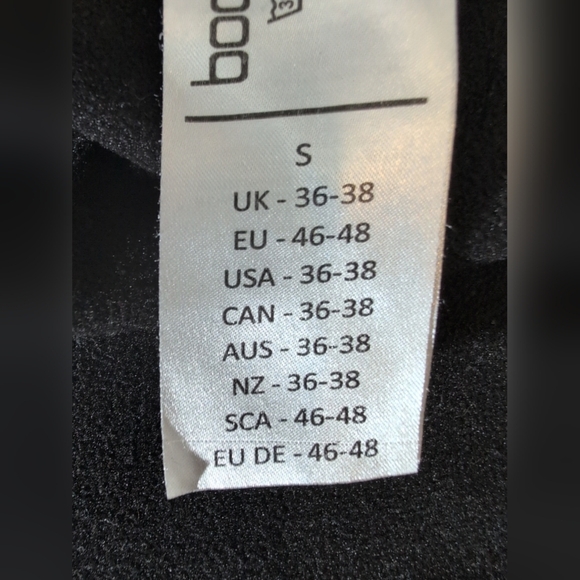 S
UK - 36-38
EU - 46-48
USA - 36-38
CAN - 36-38
AUS - 36-38
NZ - 36-38
SCA - 46-48
EU DE - 46-48